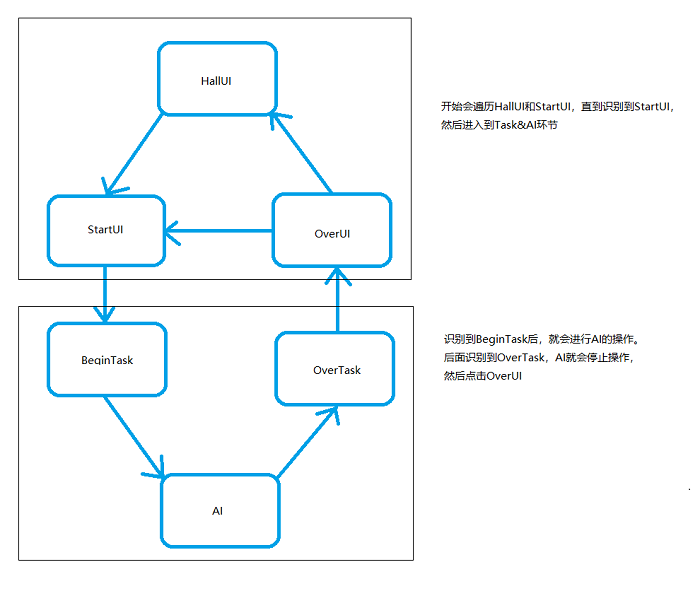 HallUI
开始会遍历HallUI和StartUI，直到识别到StartUI，
然后进入到Task&AI环节
StartUI
OverUI
识别到BeginTask后，就会进行AI的操作。
后面识别到OverTask，AI就会停止操作，
然后点击OverUI
BeginTask
OverTask
AI